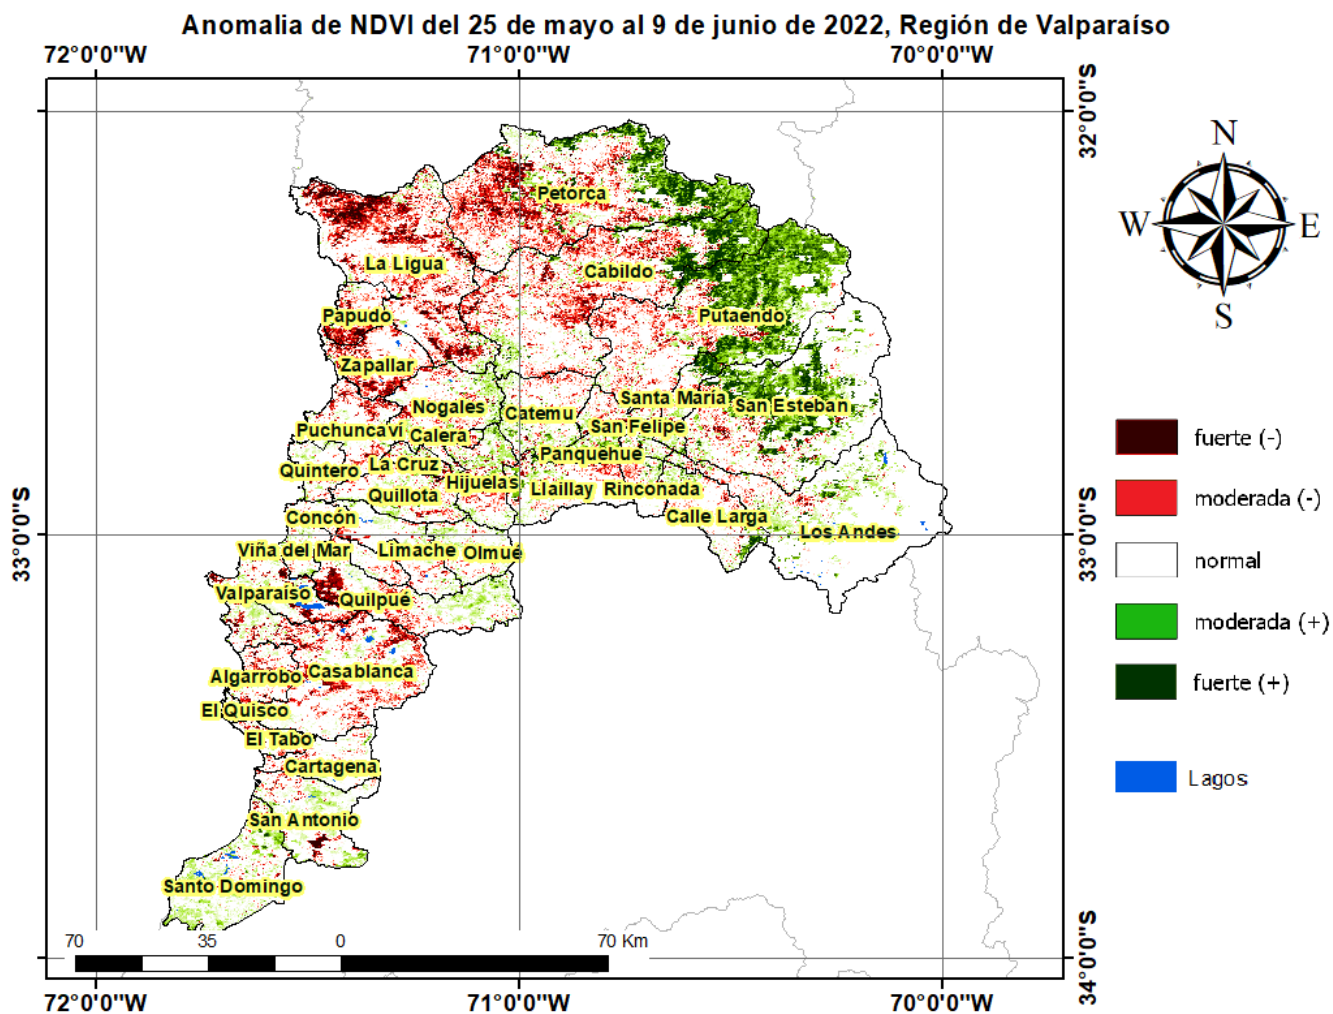 Anomalia de NDVI del 25 de mayo al 9 de junio de 2022, Región de Valparaíso
72°0'0"W 71°0'0"W 70°0'0"W
32°0'0"S
N
W E
S
Petorca
La Ligua
Cabildo
Papudo
Putaendo
Zapallar
Santa María
Nogales
San Esteban
Catemu
Puchuncaví
Calera
San Felipe
Panquehue
Quintero
La Cruz
Hijuelas
Quillota
Llaillay
Rinconada
Concón
Calle Larga
Los Andes
33°0'0"S
33°0'0"S
Viña del Mar
Limache
Olmué
Valparaíso
Quilpué
Algarrobo
Casablanca
El Quisco
El Tabo
Cartagena
San Antonio
Santo Domingo
fuerte (-)
moderada (-)
normal
moderada (+)
fuerte (+)
Lagos
70 35 0 70 Km
34°0'0"S
72°0'0"W 71°0'0"W 70°0'0"W